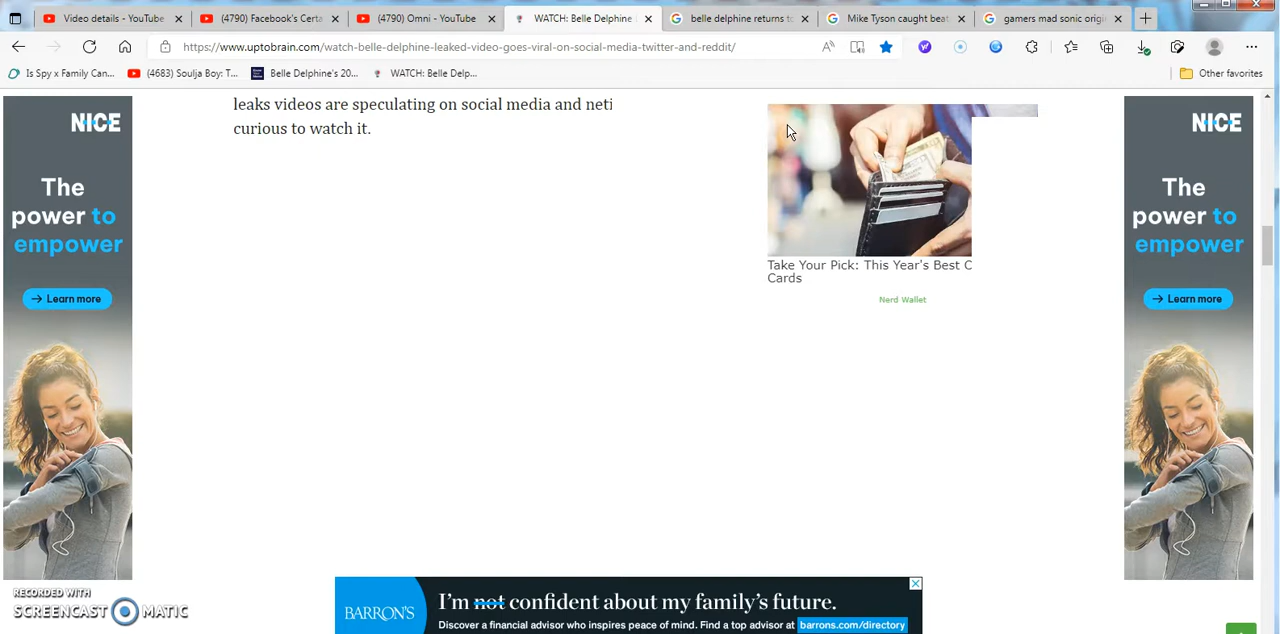 Video details - YouTube
(4790) Facebook's Certa
(4790) Omni - YouTube
WATCH: Belle Delphine
belle delphine returns to
Mike Tyson caught beat
gamers mad sonic origi
https://www.uptobrain.com/watch-belle-delphine-leaked-video-goes-viral-on-social-media-twitter-and-reddit/
Is Spy x Family Can...
(4683) Soulja Boy: T...
Belle Delphine's 20...
WATCH: Belle Delp...
Other favorites
leaks videos are speculating on social media and neti
curious to watch it.
NICE
The
power to
empower
→ Learn more
Take Your Pick: This Year's Best C
Cards
Nerd Wallet
NICE
The
power to
empower
→ Learn more
RECORDED WITH
SCREENCAST MATIC
BARRON'S
I'm not confident about my family's future.
Discover a financial advisor who inspires peace of mind. Find a top advisor at barrons.com/directory